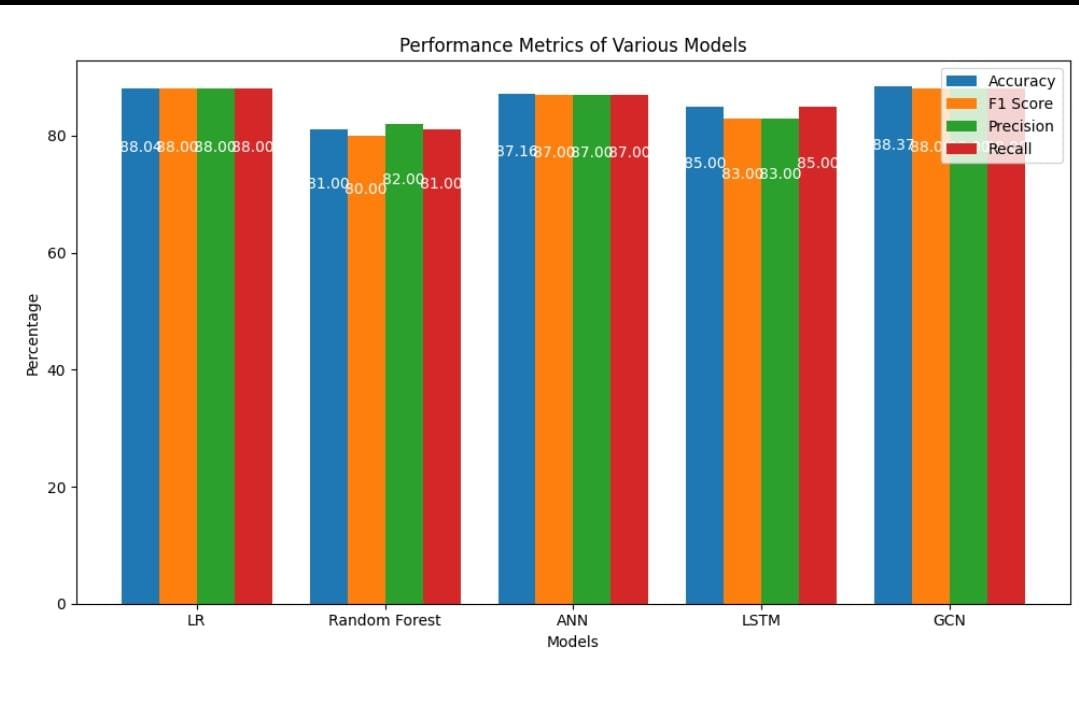 Performance Metrics of Various Models
Accuracy
F1 Score
Precision
Recall
Percentage
80
60
40
20
0
88.04 88.00 88.00 88.00
81.00 80.00 82.00 81.00
87.16 87.00 87.00 87.00
85.00 83.00 83.00 85.00
88.37
LR Random Forest ANN LSTM GCN
Models